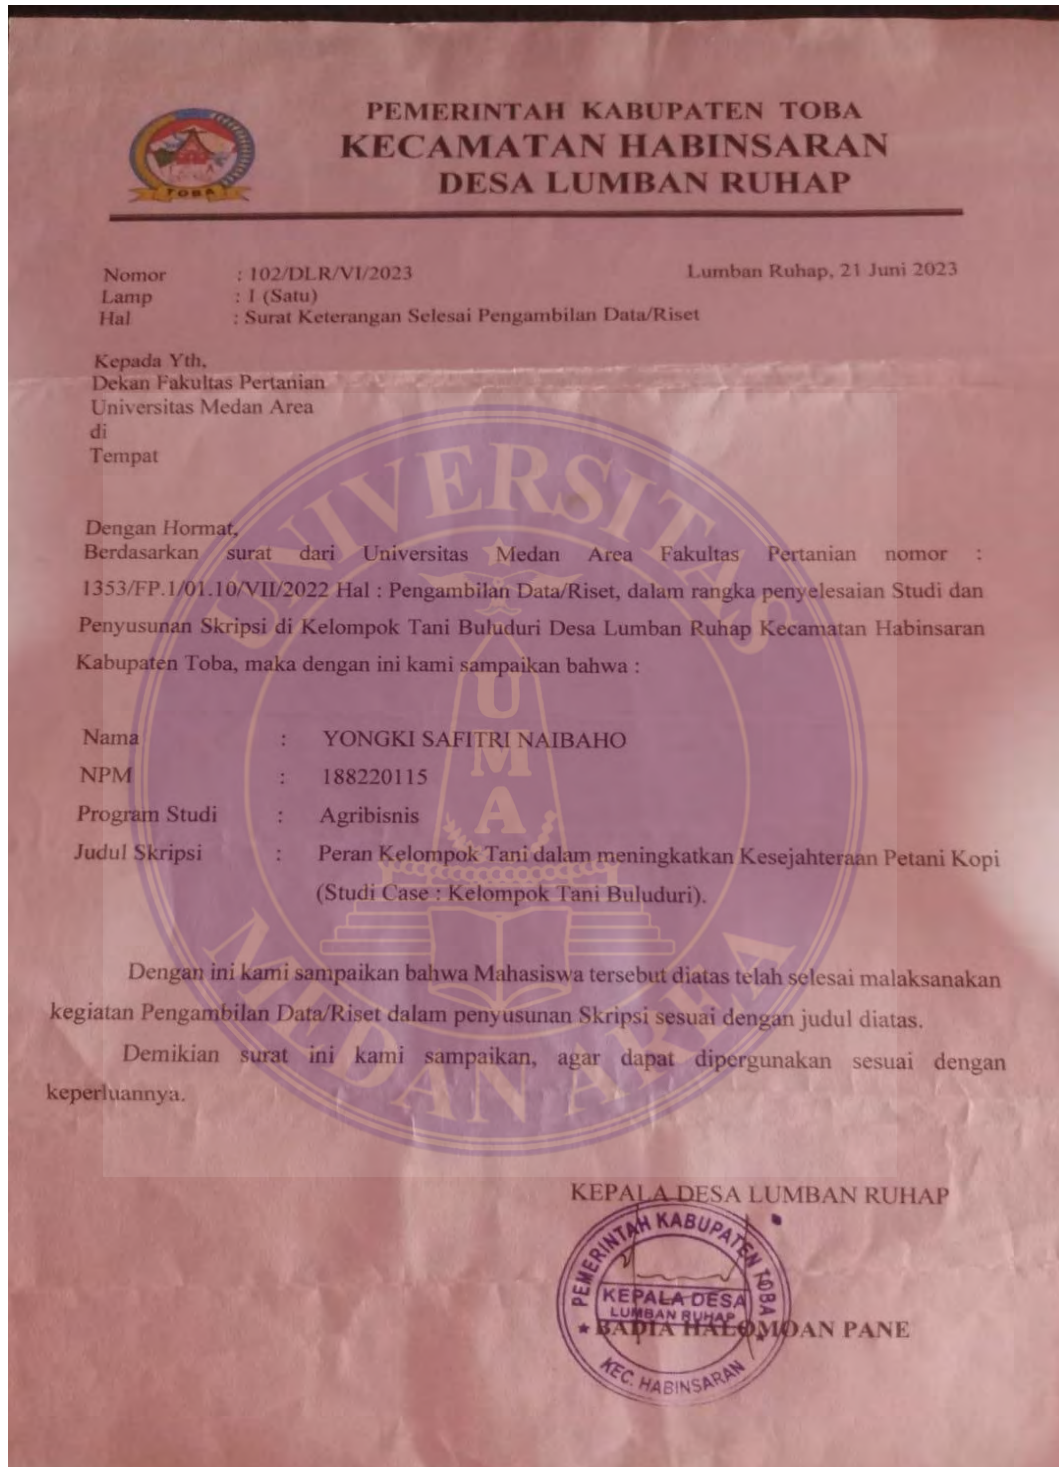 PEMERINTAH KABUPATEN TOBA
KECAMATAN HABINSARAN
DESA LUMBAN RUHAP
TOBA
Nomor : 102/DLR/VI/2023
Lumban Ruhap, 21 Juni 2023
Lamp : 1 (Satu)
Hal : Surat Keterangan Selesai Pengambilan Data/Riset
Kepada Yth,
Dekan Fakultas Pertanian
Universitas Medan Area
di
Tempat
Dengan Hormat,
Berdasarkan surat dari Universitas Medan Area Fakultas Pertanian nomor :
1353/FP.1/01.10/VII/2022 Hal : Pengambilan Data/Riset, dalam rangka penyelesaian Studi dan
Penyusunan Skripsi di Kelompok Tani Buluduri Desa Lumban Ruhap Kecamatan Habinsaran
Kabupaten Toba, maka dengan ini kami sampaikan bahwa :
Nama : YONGKI SAFITRI NAIBAHO
NPM : 188220115
Program Studi : Agribisnis
Judul Skripsi : Peran Kelompok Tani dalam meningkatkan Kesejahteraan Petani Kopi
(Studi Case : Kelompok Tani Buluduri).
Dengan ini kami sampaikan bahwa Mahasiswa tersebut diatas telah selesai malaksanakan
kegiatan Pengambilan Data/Riset dalam penyusunan Skripsi sesuai dengan judul diatas.
Demikian surat ini kami sampaikan, agar dapat dipergunakan sesuai dengan
keperluannya.
KEPALA DESA LUMBAN RUHAP
PEMERINTAH KABUPATEN TOBA
KEPALA DESA
LUMBAN RUHAP
KEC. HABINSARAN
BADIA HALOMOAN PANE
UNIVERSITAS
UMA
MEDAN AREA